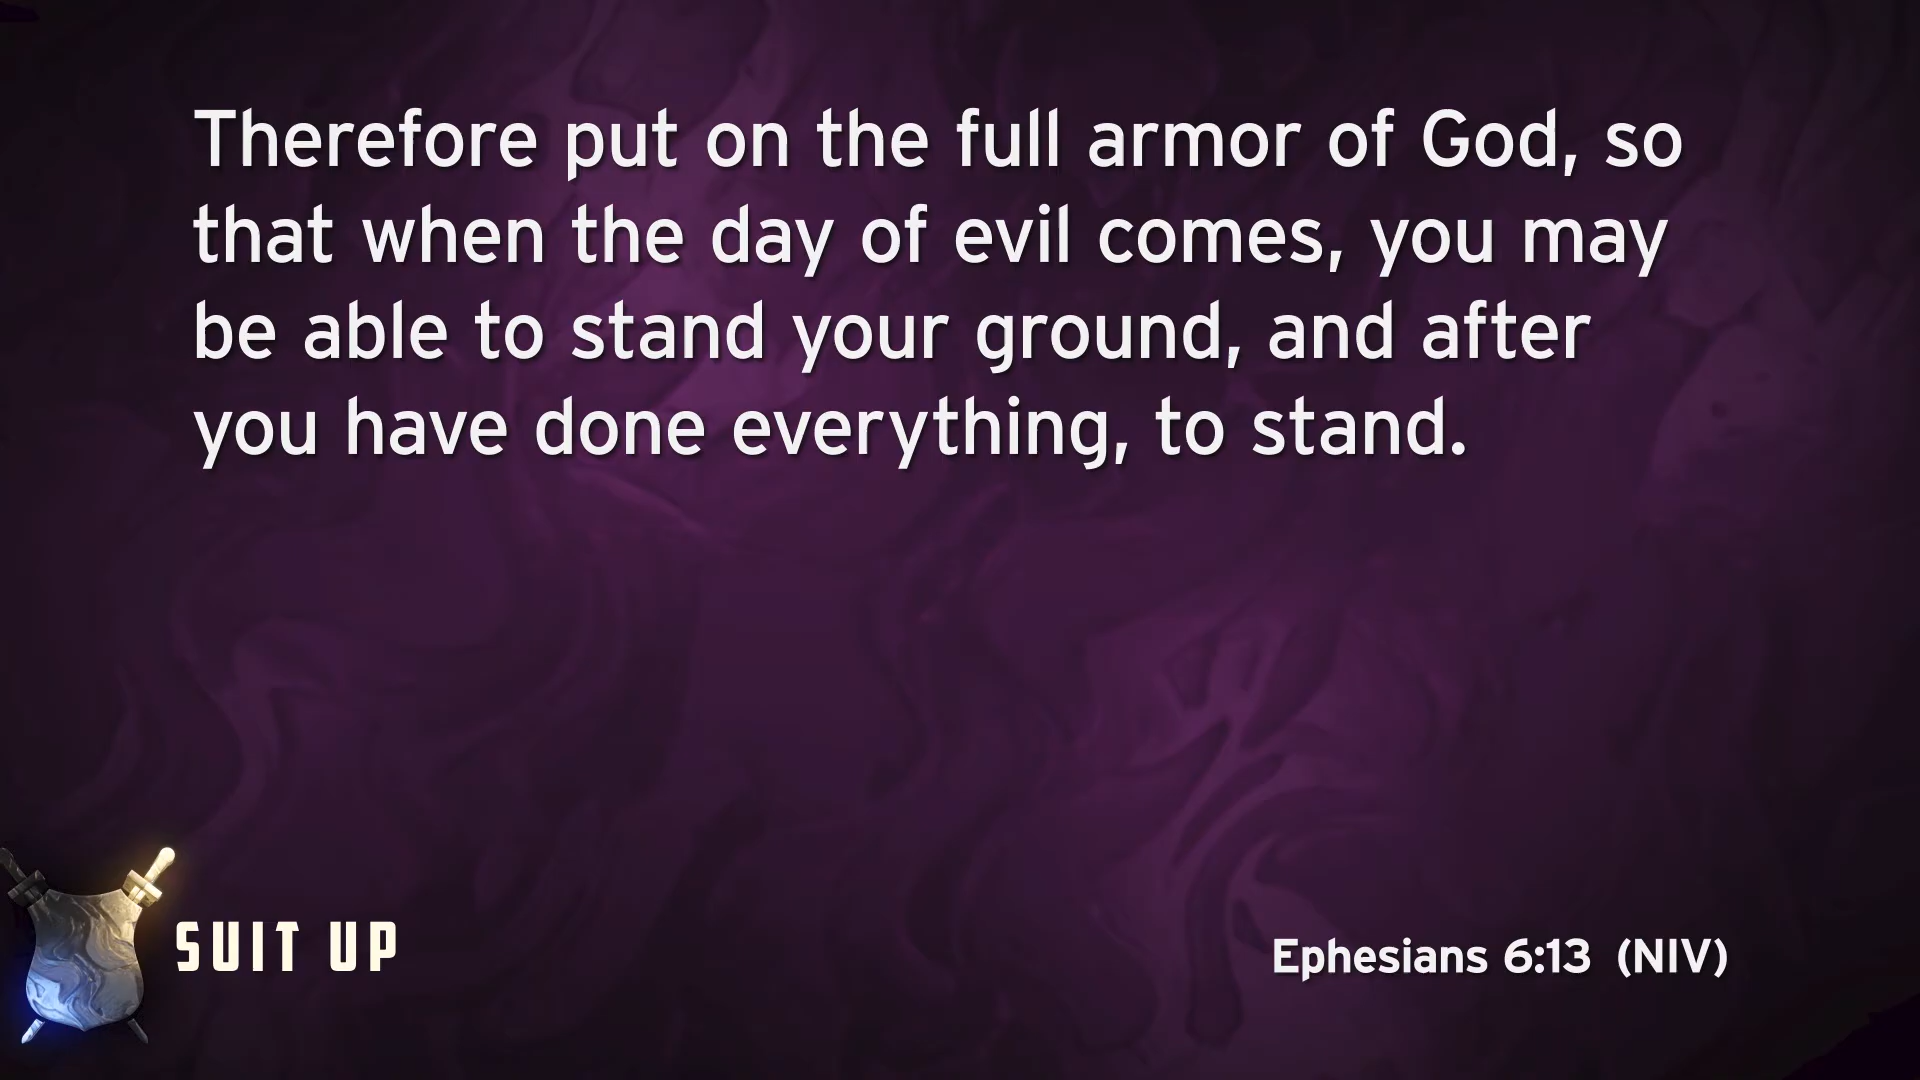 Therefore put on the full armor of God, so
that when the day of evil comes, you may
be able to stand your ground, and after
you have done everything, to stand.
SUIT UP
Ephesians 6:13 (NIV)